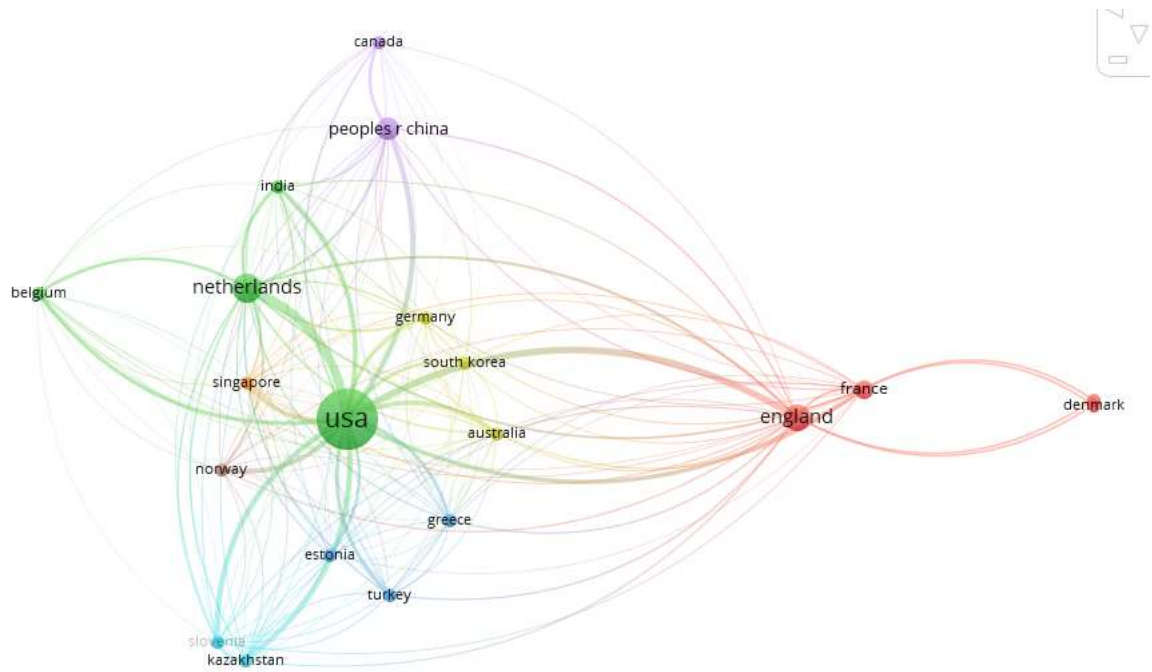 canada
peoples r china
india
belgium
netherlands
germany
south korea
singapore
usa
france
england
denmark
australia
norway
greece
estonia
turkey
slovenia
kazakhstan